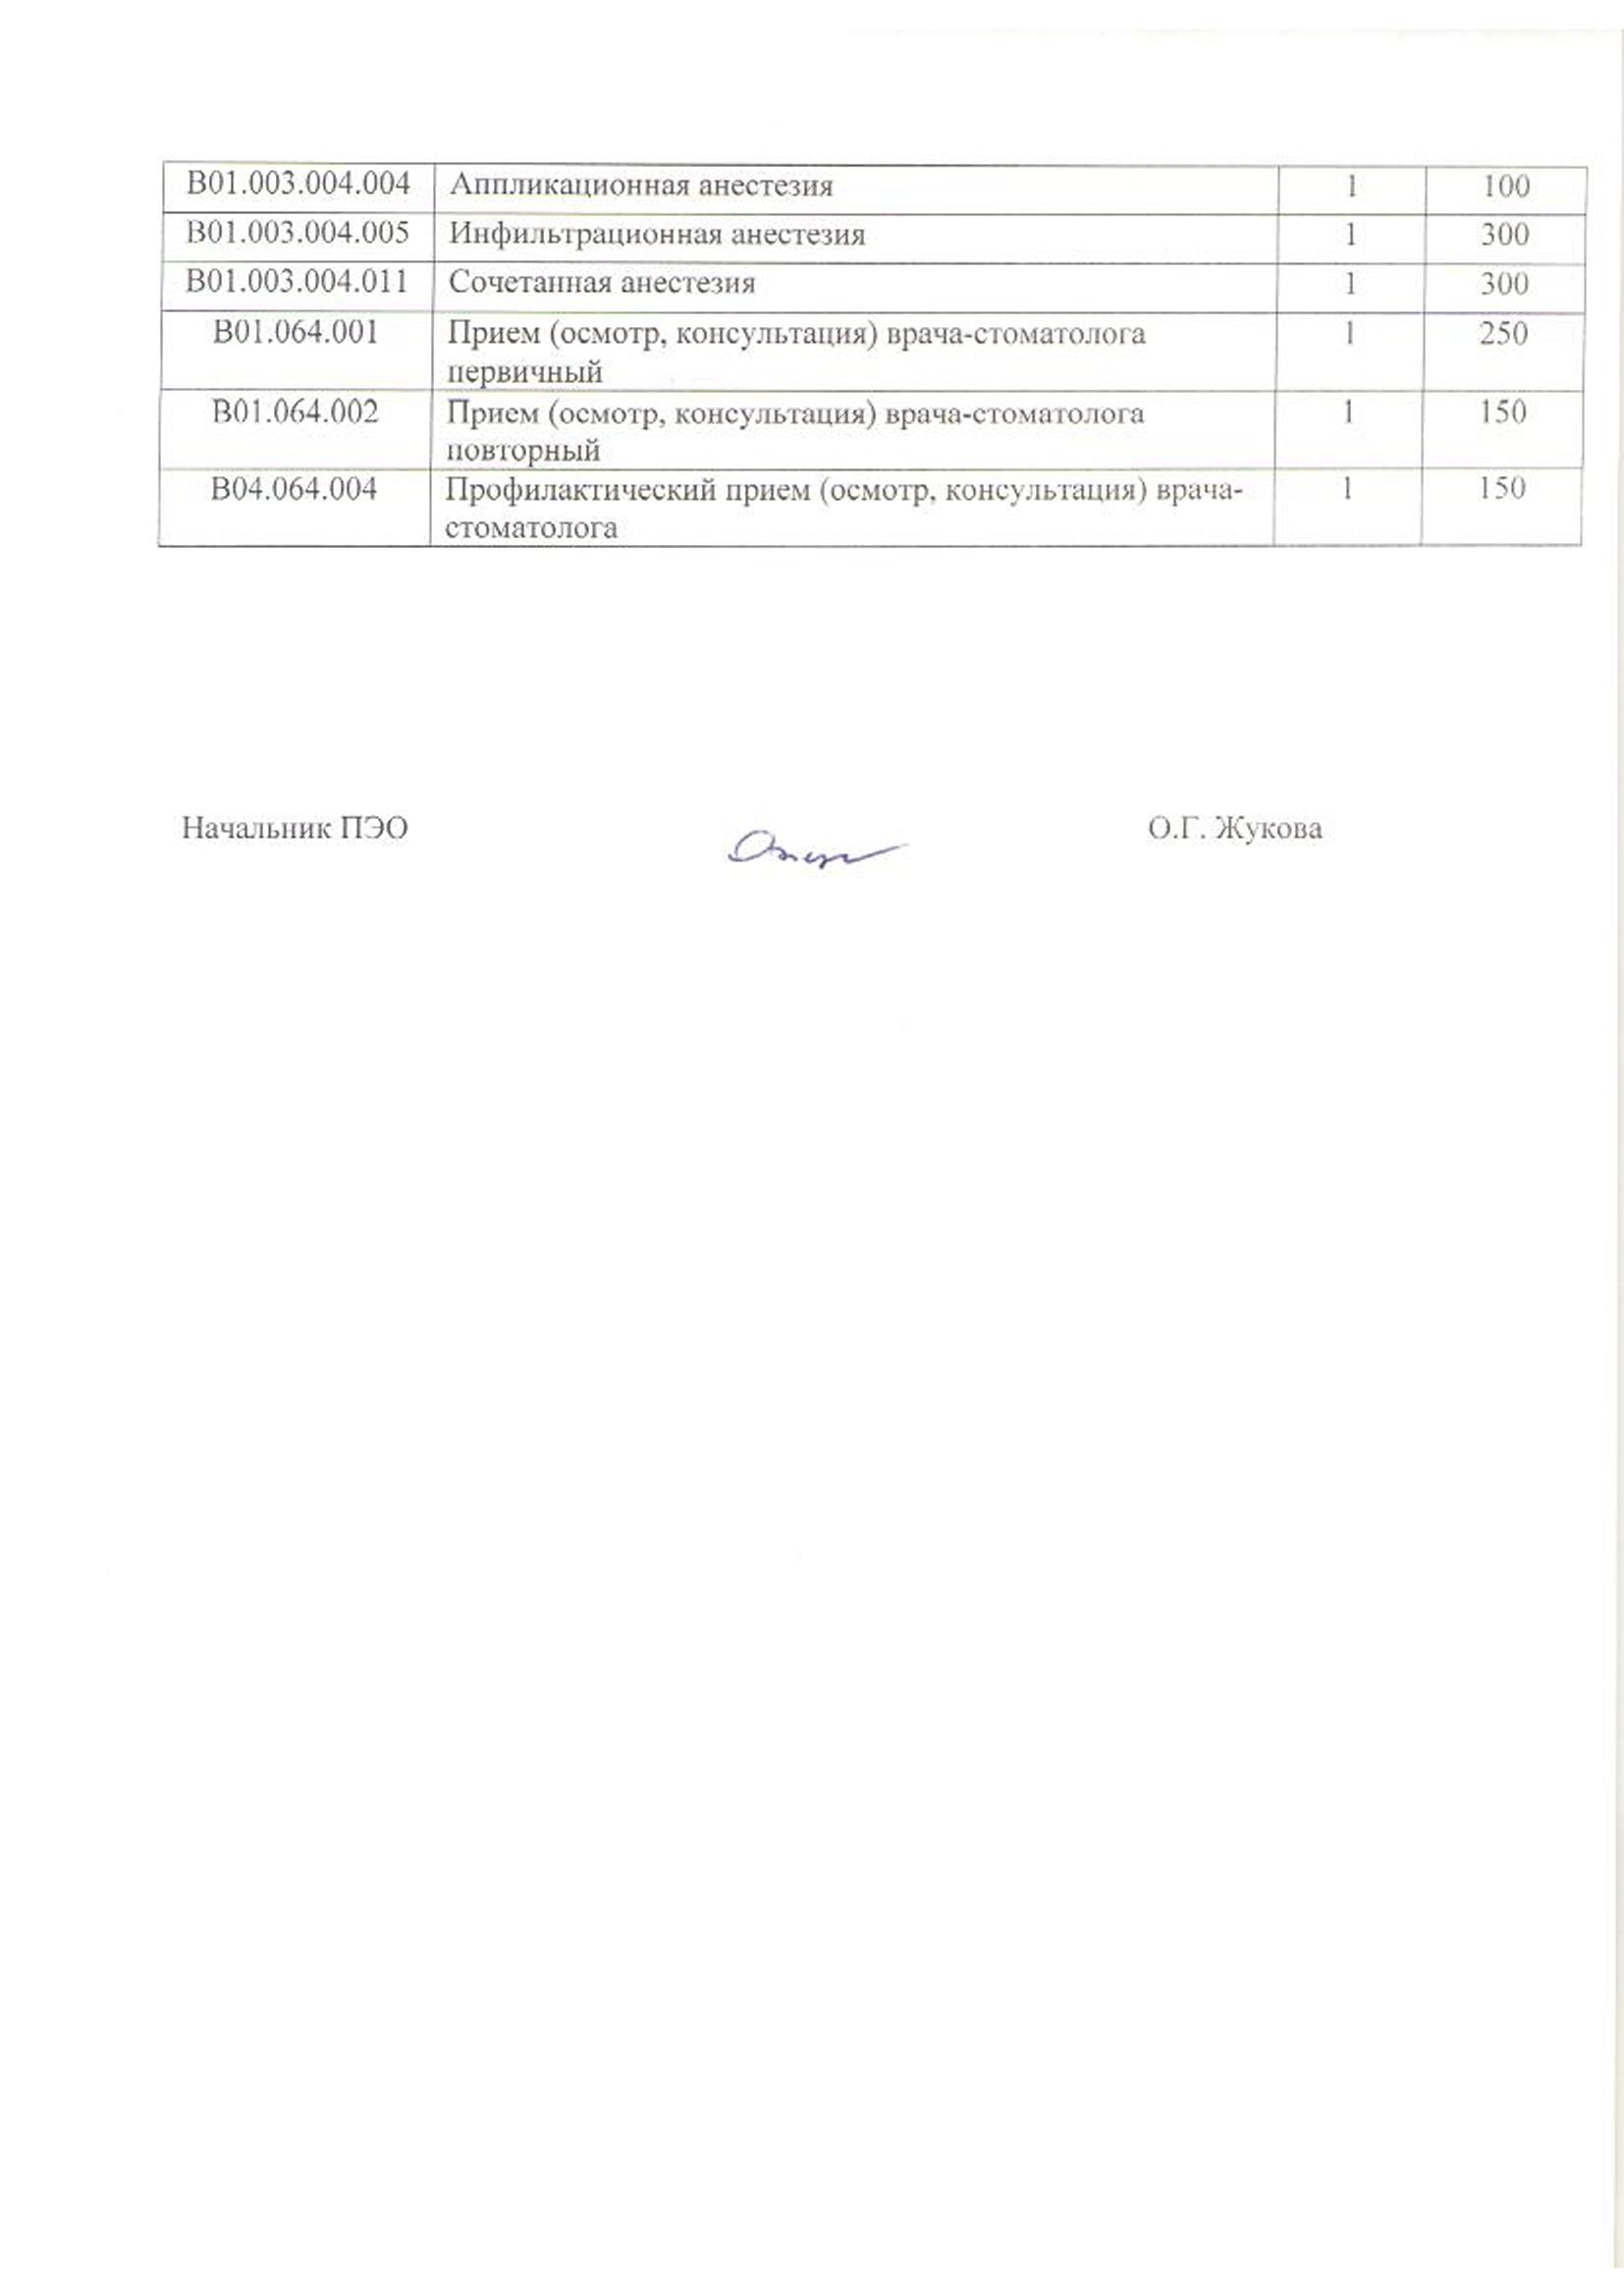 В01.003.004.004 Аппликационная анестезия 1 100
В01.003.004.005 Инфильтрационная анестезия 1 300
В01.003.004.011 Сочетанная анестезия 1 300
В01.064.001 Прием (осмотр, консультация) врача-стоматолога 1 250
первичный
В01.064.002 Прием (осмотр, консультация) врача-стоматолога 1 150
повторный
В04.064.004 Профилактический прием (осмотр, консультация) врача- 1 150
стоматолога
Начальник ПЭО О.Г. Жукова